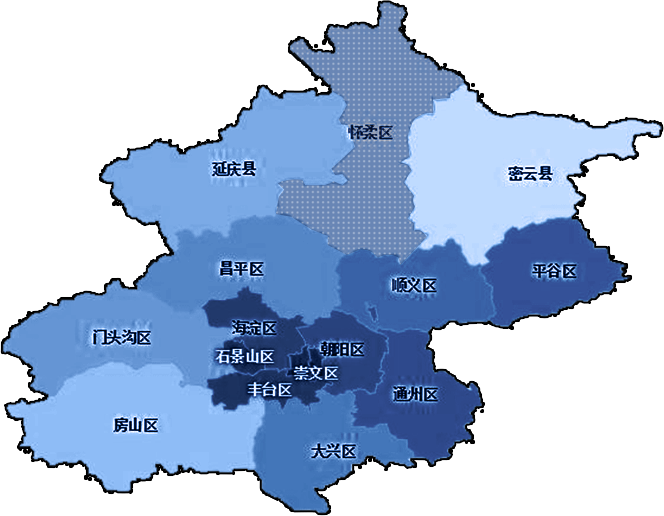 怀柔区
延庆县
密云县
昌平区
平谷区
顺义区
海淀区
门头沟区
朝阳区
石景山区
崇文区
丰台区
通州区
房山区
大兴区